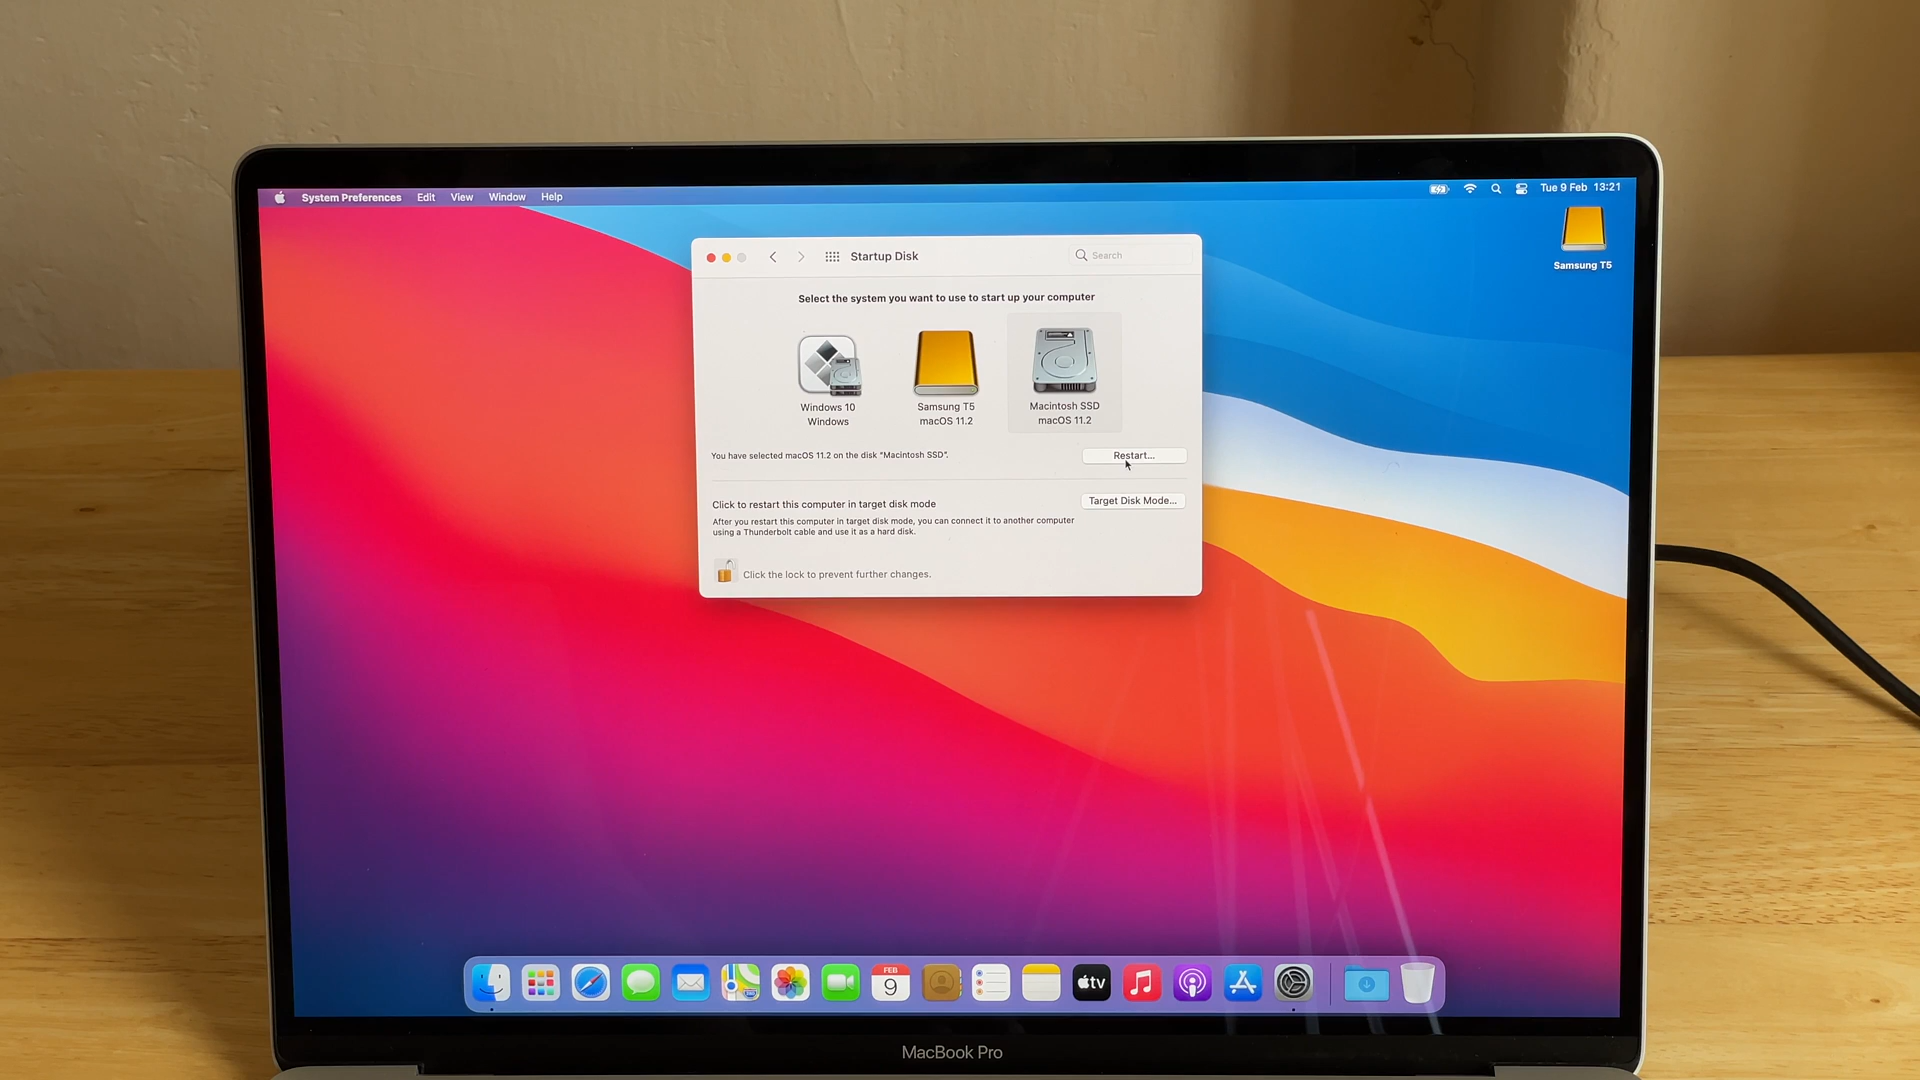 System Preferences Edit View Window Help
Tue 9 Feb 13:21
Samsung T5
Startup Disk
Search
Select the system you want to use to start up your computer
Windows 10
Windows
Samsung T5
macOS 11.2
Macintosh SSD
macOS 11.2
You have selected macOS 11.2 on the disk "Macintosh SSD".
Restart...
Click to restart this computer in target disk mode
Target Disk Mode...
After you restart this computer in target disk mode, you can connect it to another computer
using a Thunderbolt cable and use it as a hard disk.
Click the lock to prevent further changes.
FEB
9
tv
MacBook Pro